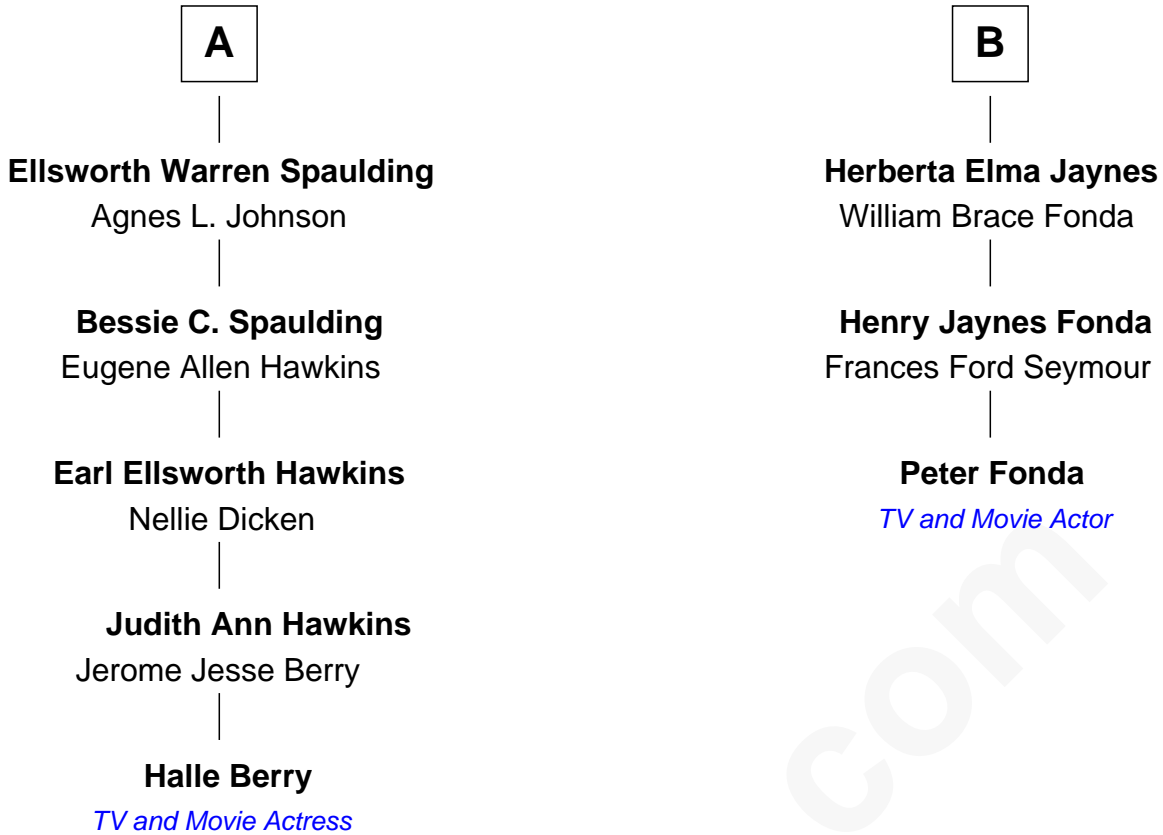 A
Ellsworth Warren Spaulding
Agnes L. Johnson
Bessie C. Spaulding
Eugene Allen Hawkins
Earl Ellsworth Hawkins
Nellie Dicken
Judith Ann Hawkins
Jerome Jesse Berry
Halle Berry
TV and Movie Actress
B
Herberta Elma Jaynes
William Brace Fonda
Henry Jaynes Fonda
Frances Ford Seymour
Peter Fonda
TV and Movie Actor
com